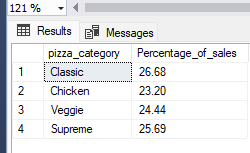 121 %
Results Messages
pizza_category Percentage_of_sales
1 Classic 26.68
2 Chicken 23.20
3 Veggie 24.44
4 Supreme 25.69